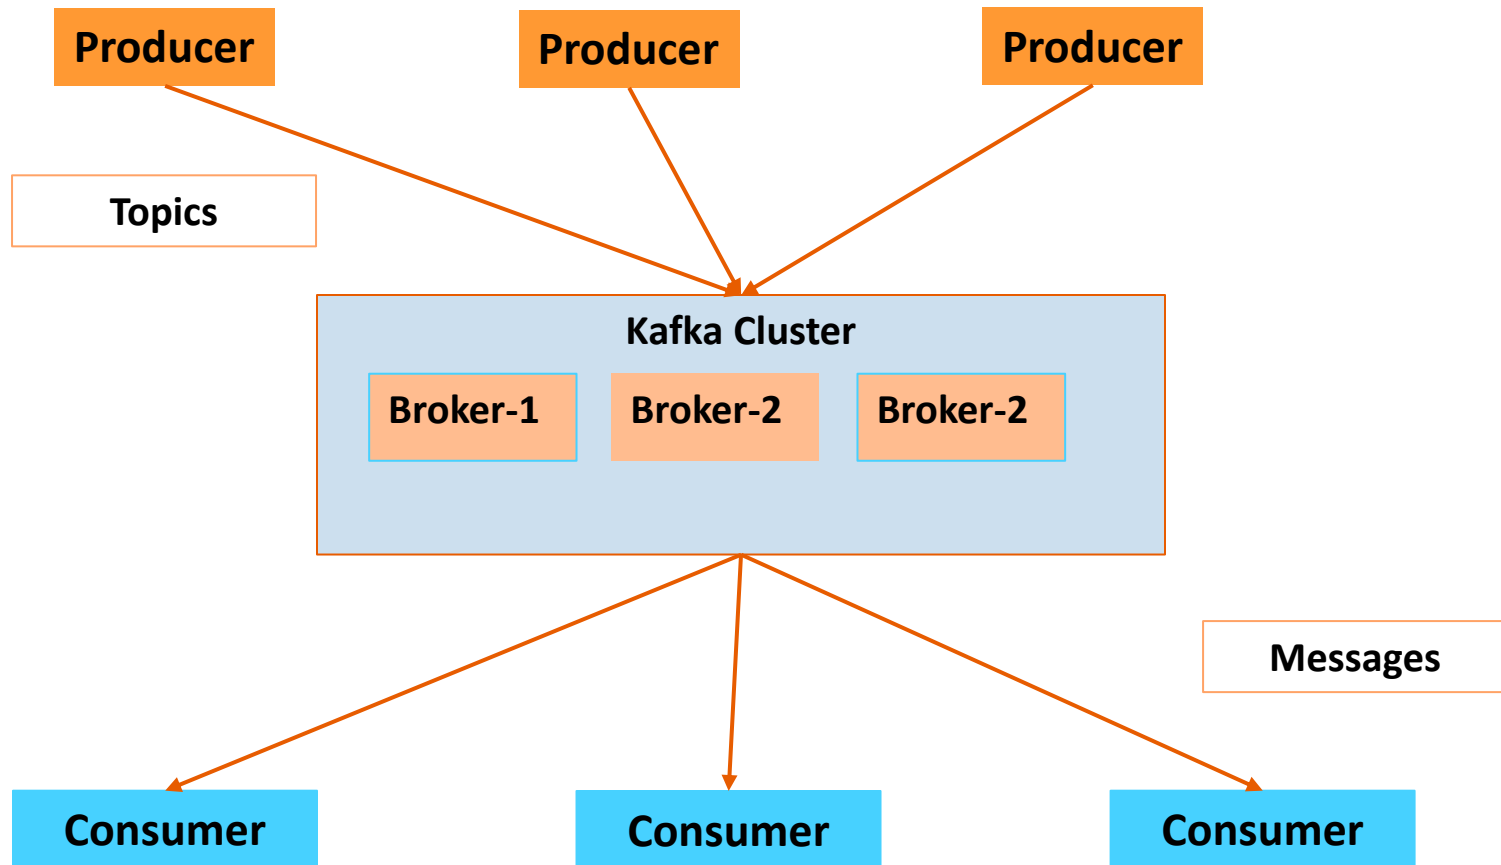 Producer
Producer
Producer
Topics
Kafka Cluster
Broker-1
Broker-2
Broker-2
Messages
Consumer
Consumer
Consumer